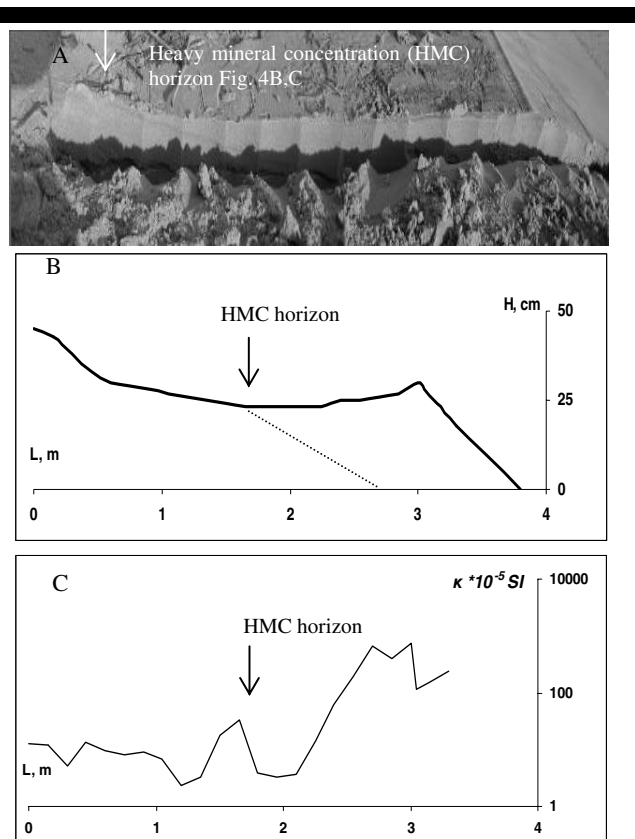 A
Heavy mineral concentration (HMC)
horizon Fig. 4B,C
B
H, cm
50
HMC horizon
25
L, m
0
0 1 2 3 4
C
κ *10⁻⁵ SI
10000
HMC horizon
100
L, m
1
0 1 2 3 4